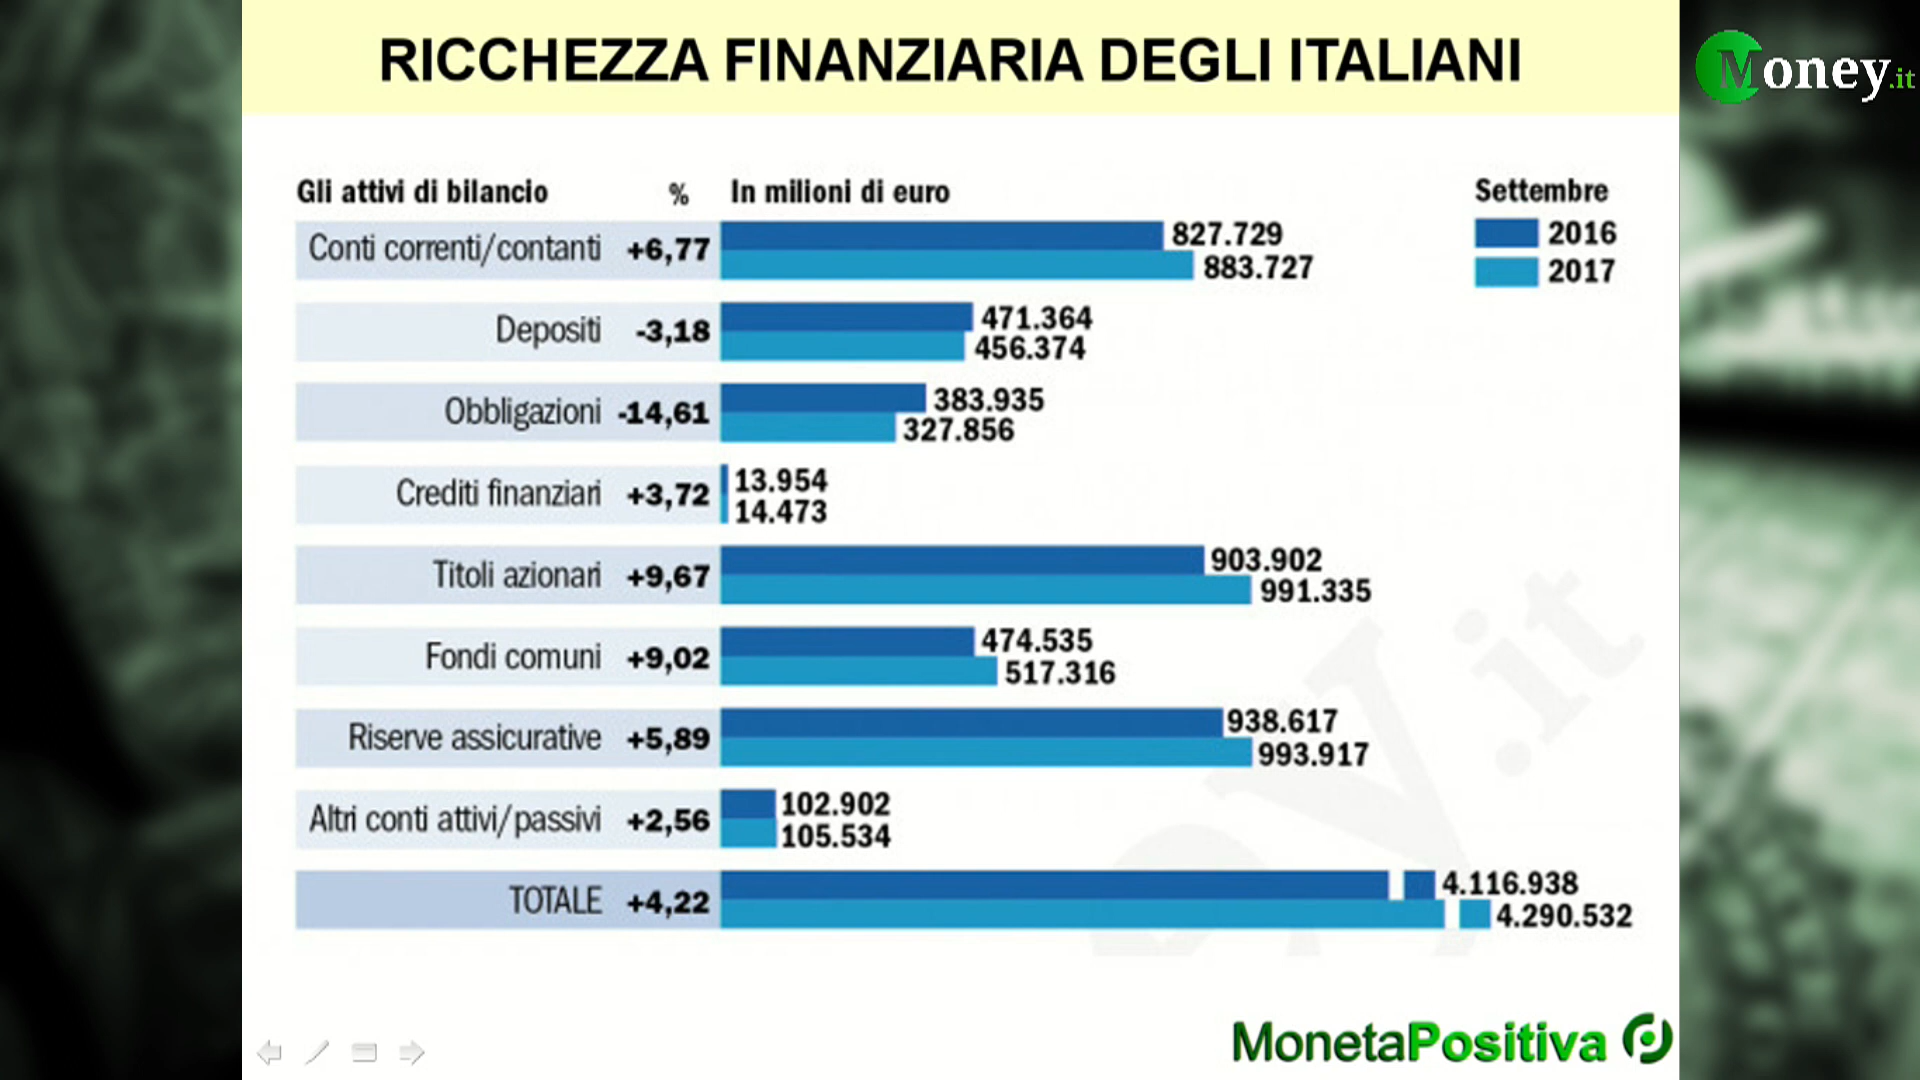 RICCHEZZA FINANZIARIA DEGLI ITALIANI
Money.it
Gli attivi di bilancio % In milioni di euro Settembre
2016
2017
Conti correnti/contanti +6,77 827.729
883.727
Depositi -3,18 471.364
456.374
Obbligazioni -14,61 383.935
327.856
Crediti finanziari +3,72 13.954
14.473
Titoli azionari +9,67 903.902
991.335
Fondi comuni +9,02 474.535
517.316
Riserve assicurative +5,89 938.617
993.917
Altri conti attivi/passivi +2,56 102.902
105.534
TOTALE +4,22 4.116.938
4.290.532
MonetaPositiva